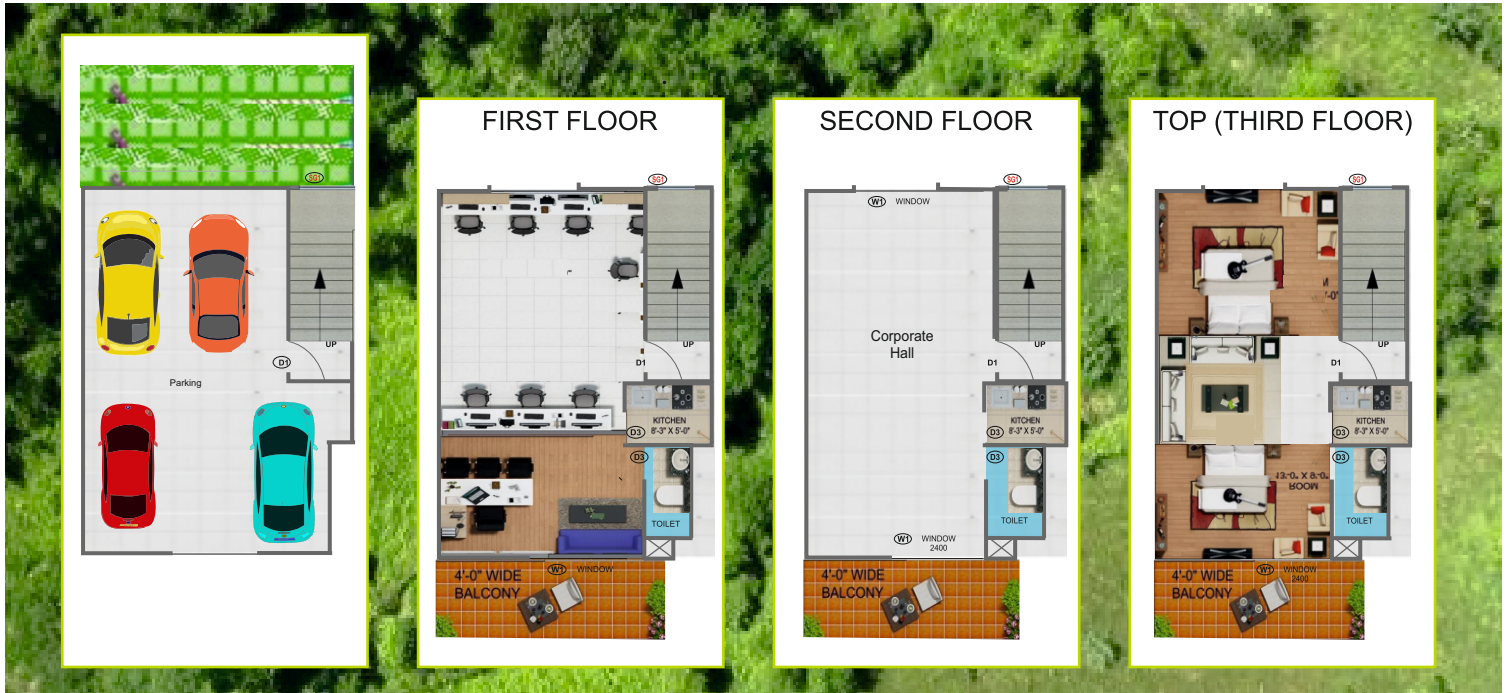 SG1
D1
UP
Parking
FIRST FLOOR
SG1
UP
D1
KITCHEN
8'-3" X 5'-0"
D3
D3
TOILET
W1 WINDOW
4'-0" WIDE
BALCONY
SECOND FLOOR
SG1
W1 WINDOW
Corporate
Hall
UP
D1
KITCHEN
8'-3" X 5'-0"
D3
D3
TOILET
W1 WINDOW
2400
4'-0" WIDE
BALCONY
TOP (THIRD FLOOR)
SG1
UP
D1
KITCHEN
8'-3" X 5'-0"
D3
D3
ROOM
TOILET
W1 WINDOW
2400
4'-0" WIDE
BALCONY